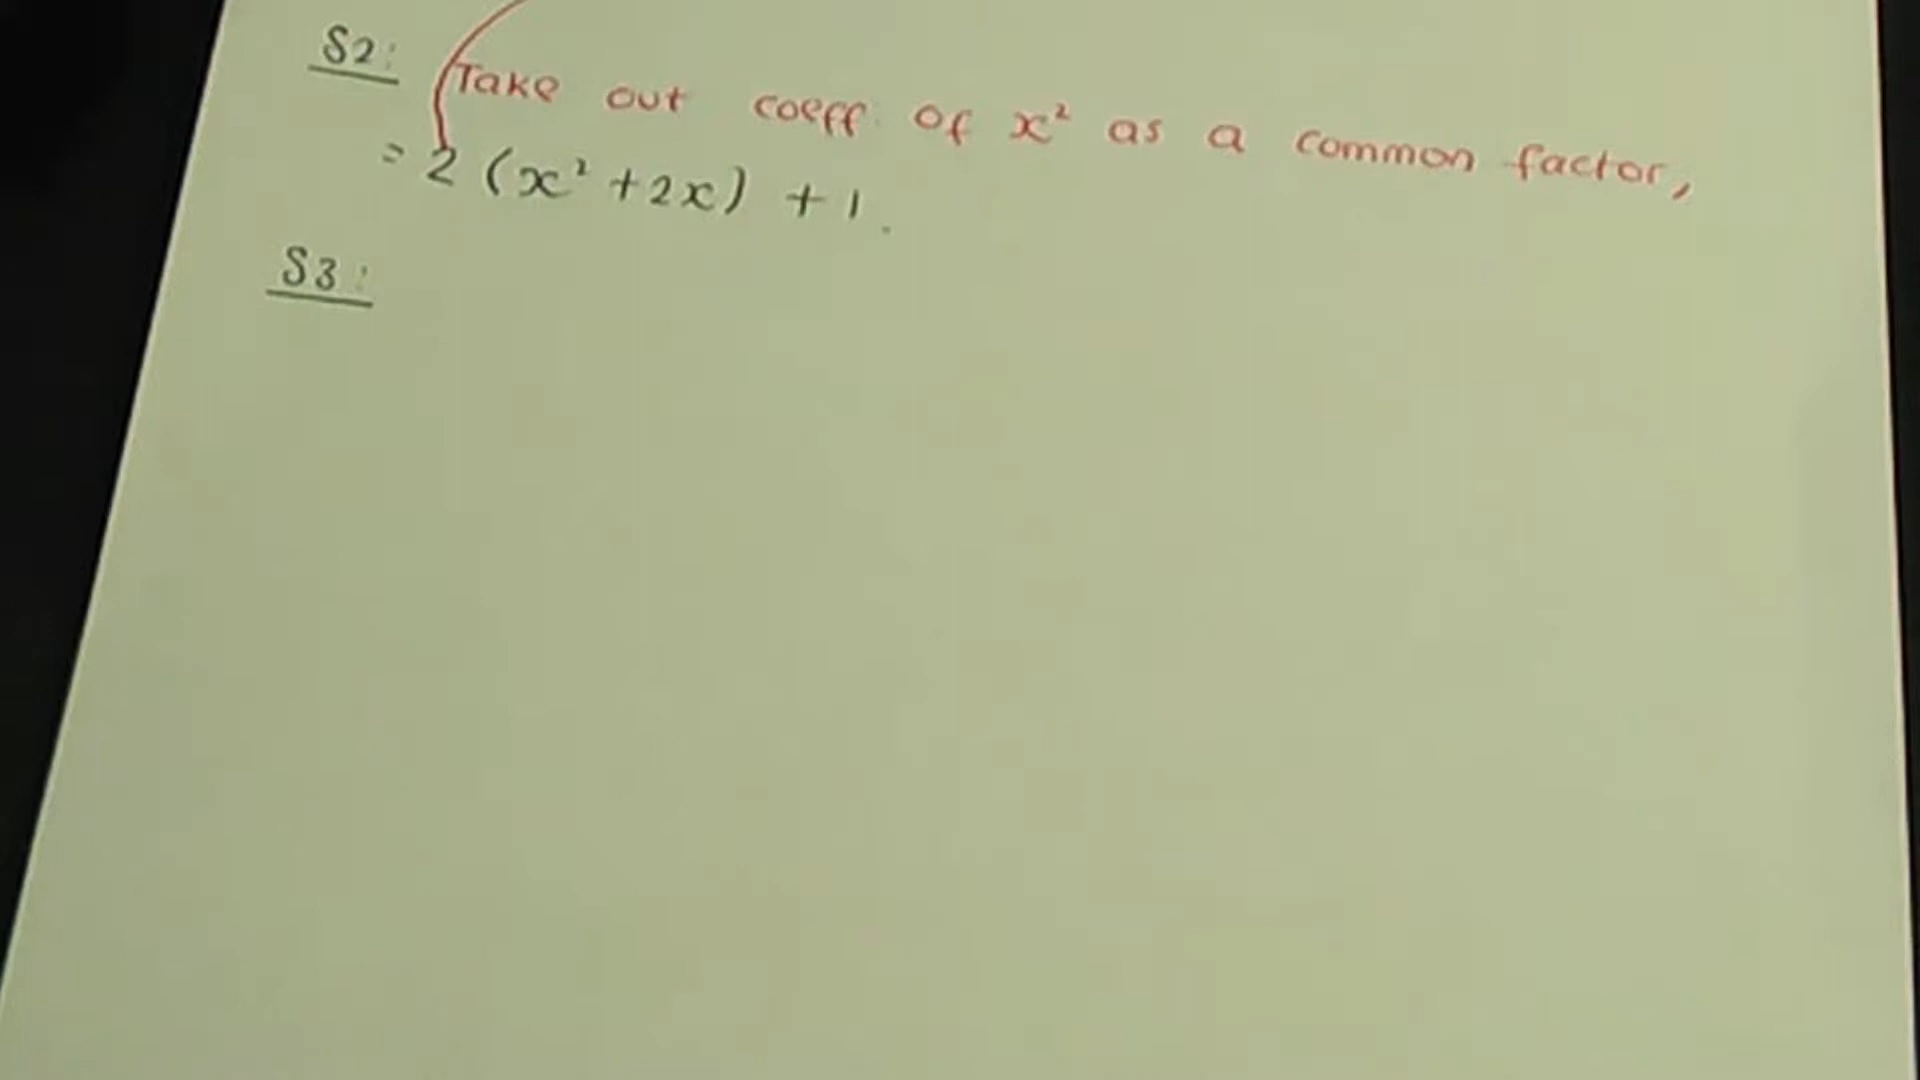 S2: Take out coeff. of x² as a common factor,
= 2 (x² + 2x) + 1.
S3: